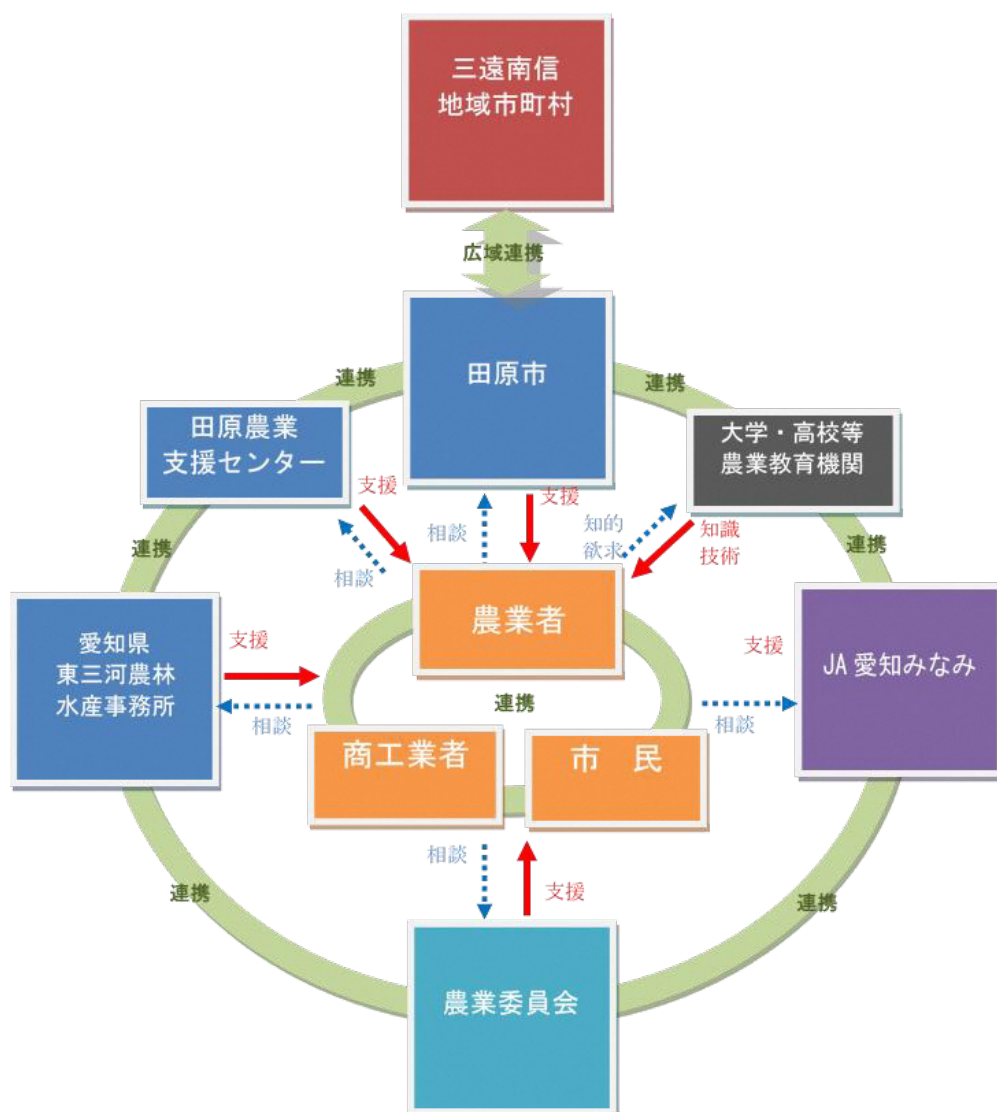 三遠南信
地域市町村
広域連携
田原市
連携
連携
田原農業
支援センター
大学・高校等
農業教育機関
支援
相談
支援
知的
欲求
知識
技術
相談
連携
連携
農業者
愛知県
東三河農林
水産事務所
支援
相談
連携
支援
相談
JA愛知みなみ
商工業者
市　民
相談
支援
連携
連携
農業委員会